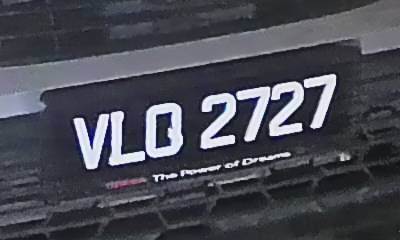 VLQ 2727
The Power of Dreams